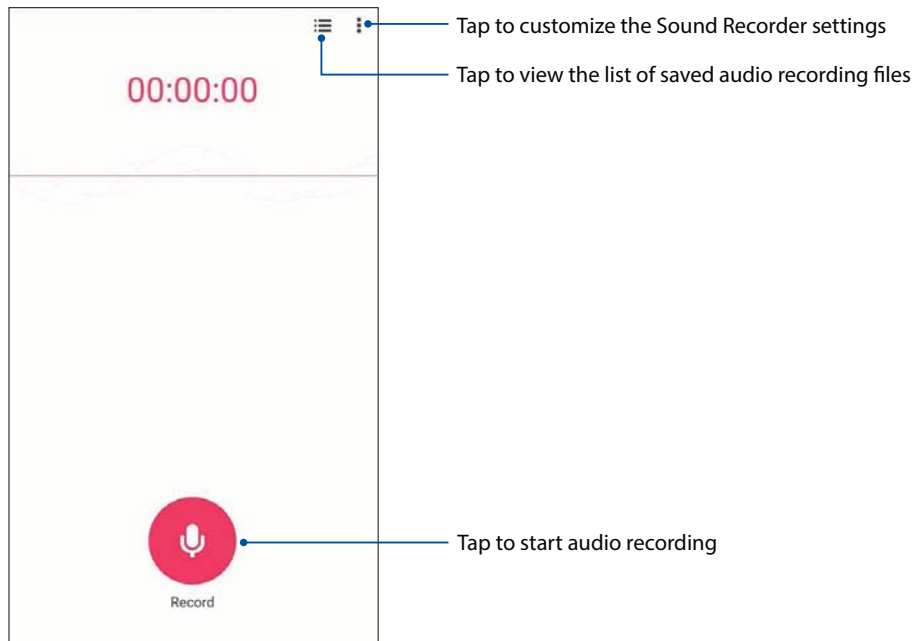 Tap to customize the Sound Recorder settings
Tap to view the list of saved audio recording files
00:00:00
Tap to start audio recording
Record